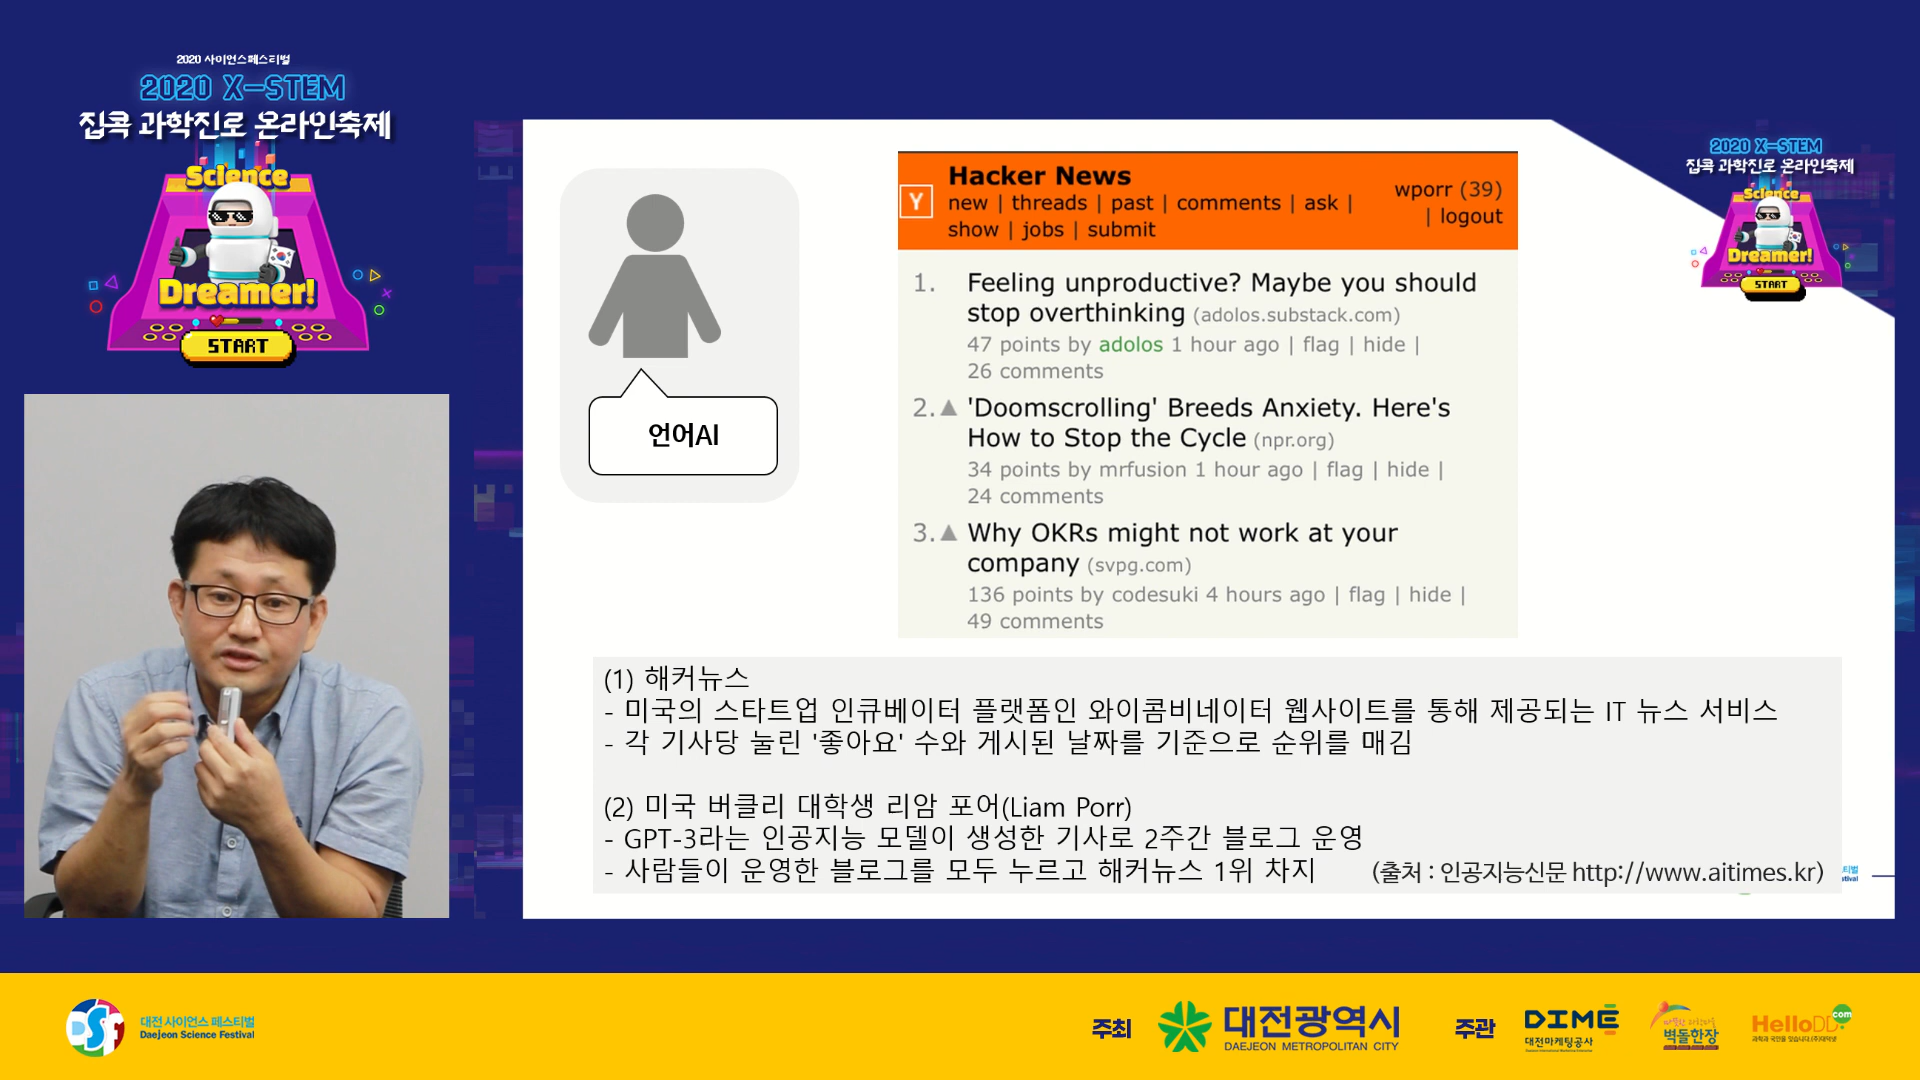 2020 사이언스페스티벌
2020 X-STEM
집콕 과학진로 온라인축제
Science
Dreamer!
START
언어AI
Y
Hacker News
new | threads | past | comments | ask |
show | jobs | submit
wporr (39)
| logout
1. Feeling unproductive? Maybe you should
stop overthinking (adolos.substack.com)
47 points by adolos 1 hour ago | flag | hide |
26 comments
2. 'Doomscrolling' Breeds Anxiety. Here's
How to Stop the Cycle (npr.org)
34 points by mrfusion 1 hour ago | flag | hide |
24 comments
3. Why OKRs might not work at your
company (svpg.com)
136 points by codesuki 4 hours ago | flag | hide |
49 comments
2020 X-STEM
집콕 과학진로 온라인축제
Science
Dreamer!
START
(1) 해커뉴스
- 미국의 스타트업 인큐베이터 플랫폼인 와이콤비네이터 웹사이트를 통해 제공되는 IT 뉴스 서비스
- 각 기사당 눌린 '좋아요' 수와 게시된 날짜를 기준으로 순위를 매김
(2) 미국 버클리 대학생 리암 포어(Liam Porr)
- GPT-3라는 인공지능 모델이 생성한 기사로 2주간 블로그 운영
- 사람들이 운영한 블로그를 모두 누르고 해커뉴스 1위 차지
(출처 : 인공지능신문 http://www.aitimes.kr)
DSF
대전 사이언스 페스티벌
Daejeon Science Festival
주최
대전광역시
DAEJEON METROPOLITAN CITY
주관
DIME
대전마케팅공사
벽돌한장
HelloDD.com